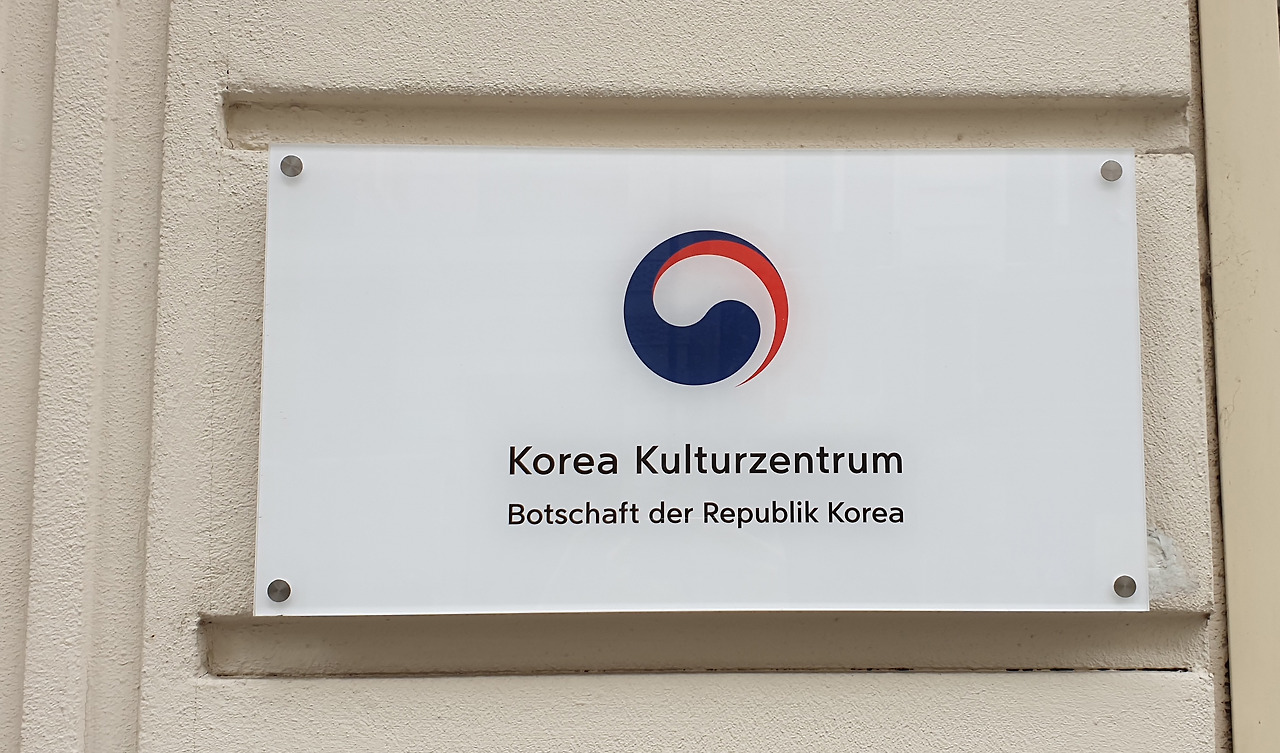 Korea Kulturzentrum
Botschaft der Republik Korea